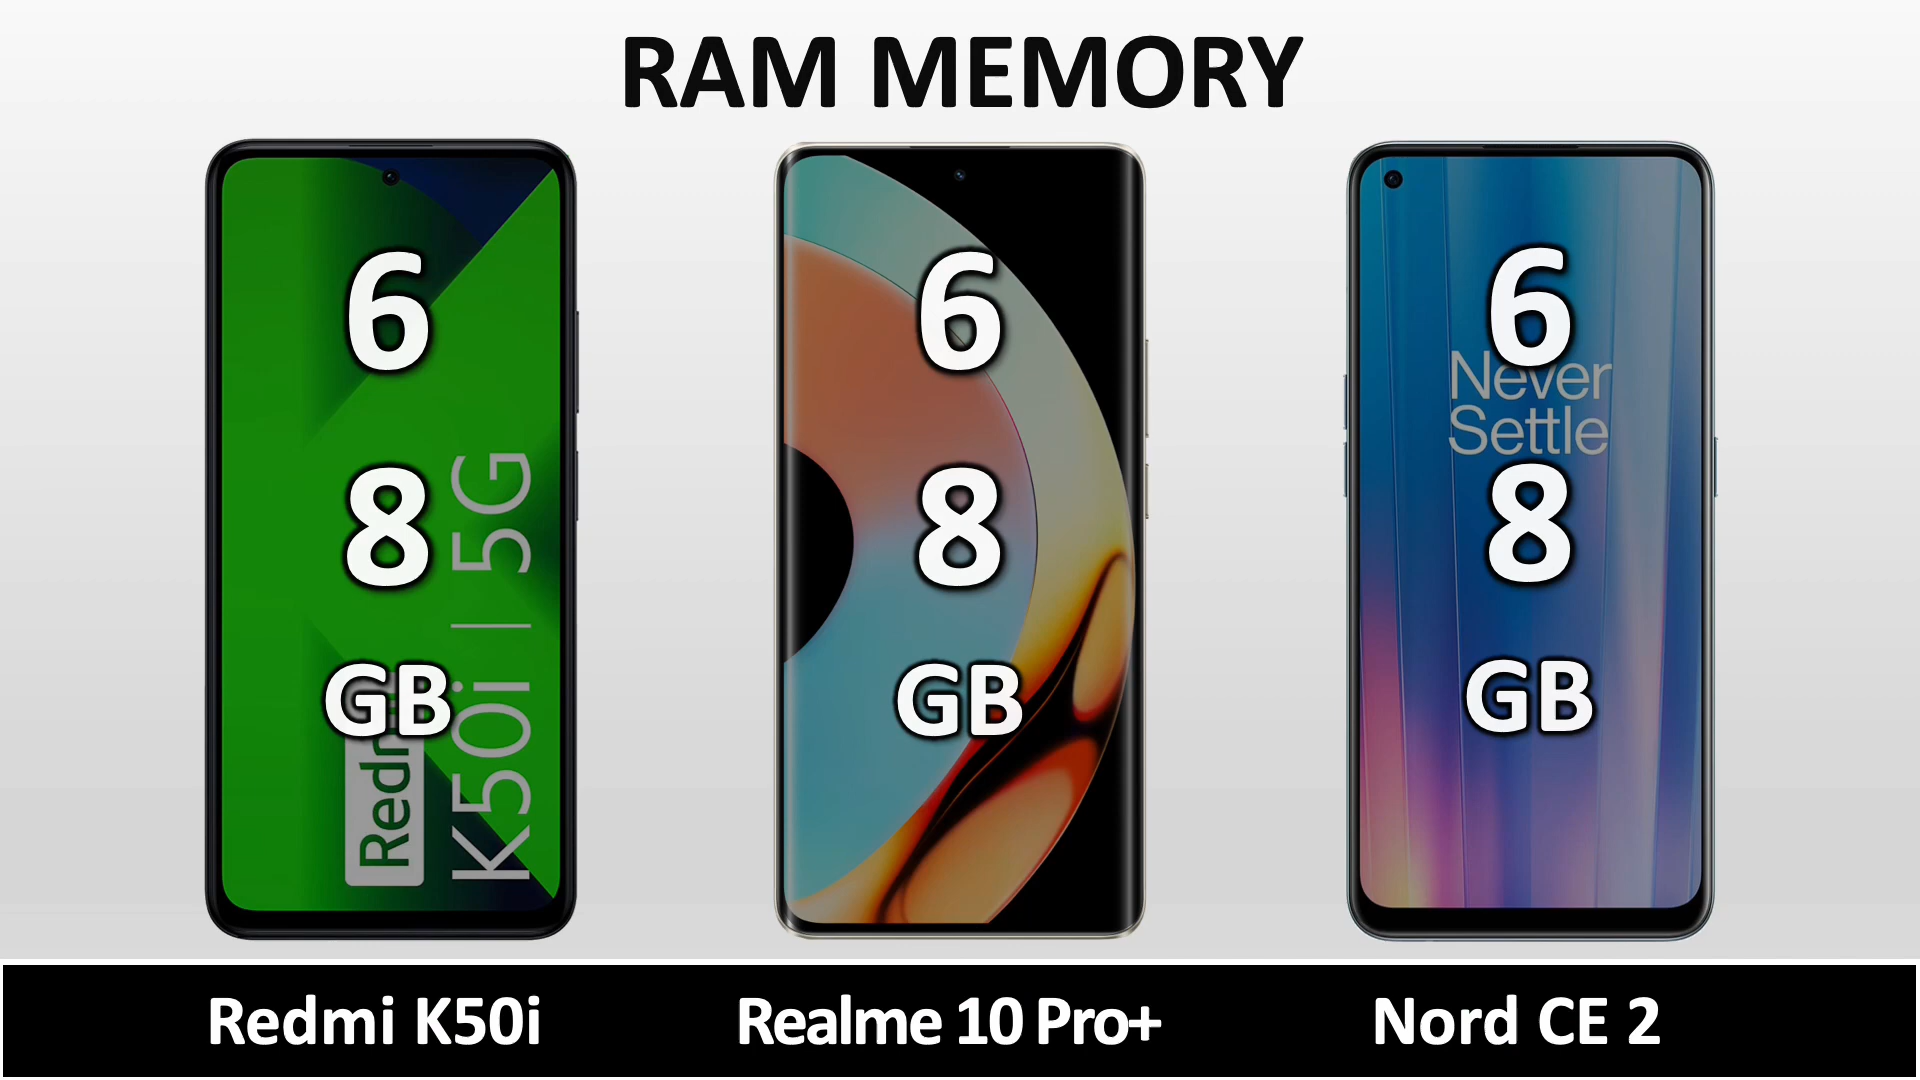 RAM MEMORY
6
8
GB
Redmi
K50i | 5G
6
8
GB
6
Never
Settle
8
GB
Redmi K50i
Realme 10 Pro+
Nord CE 2